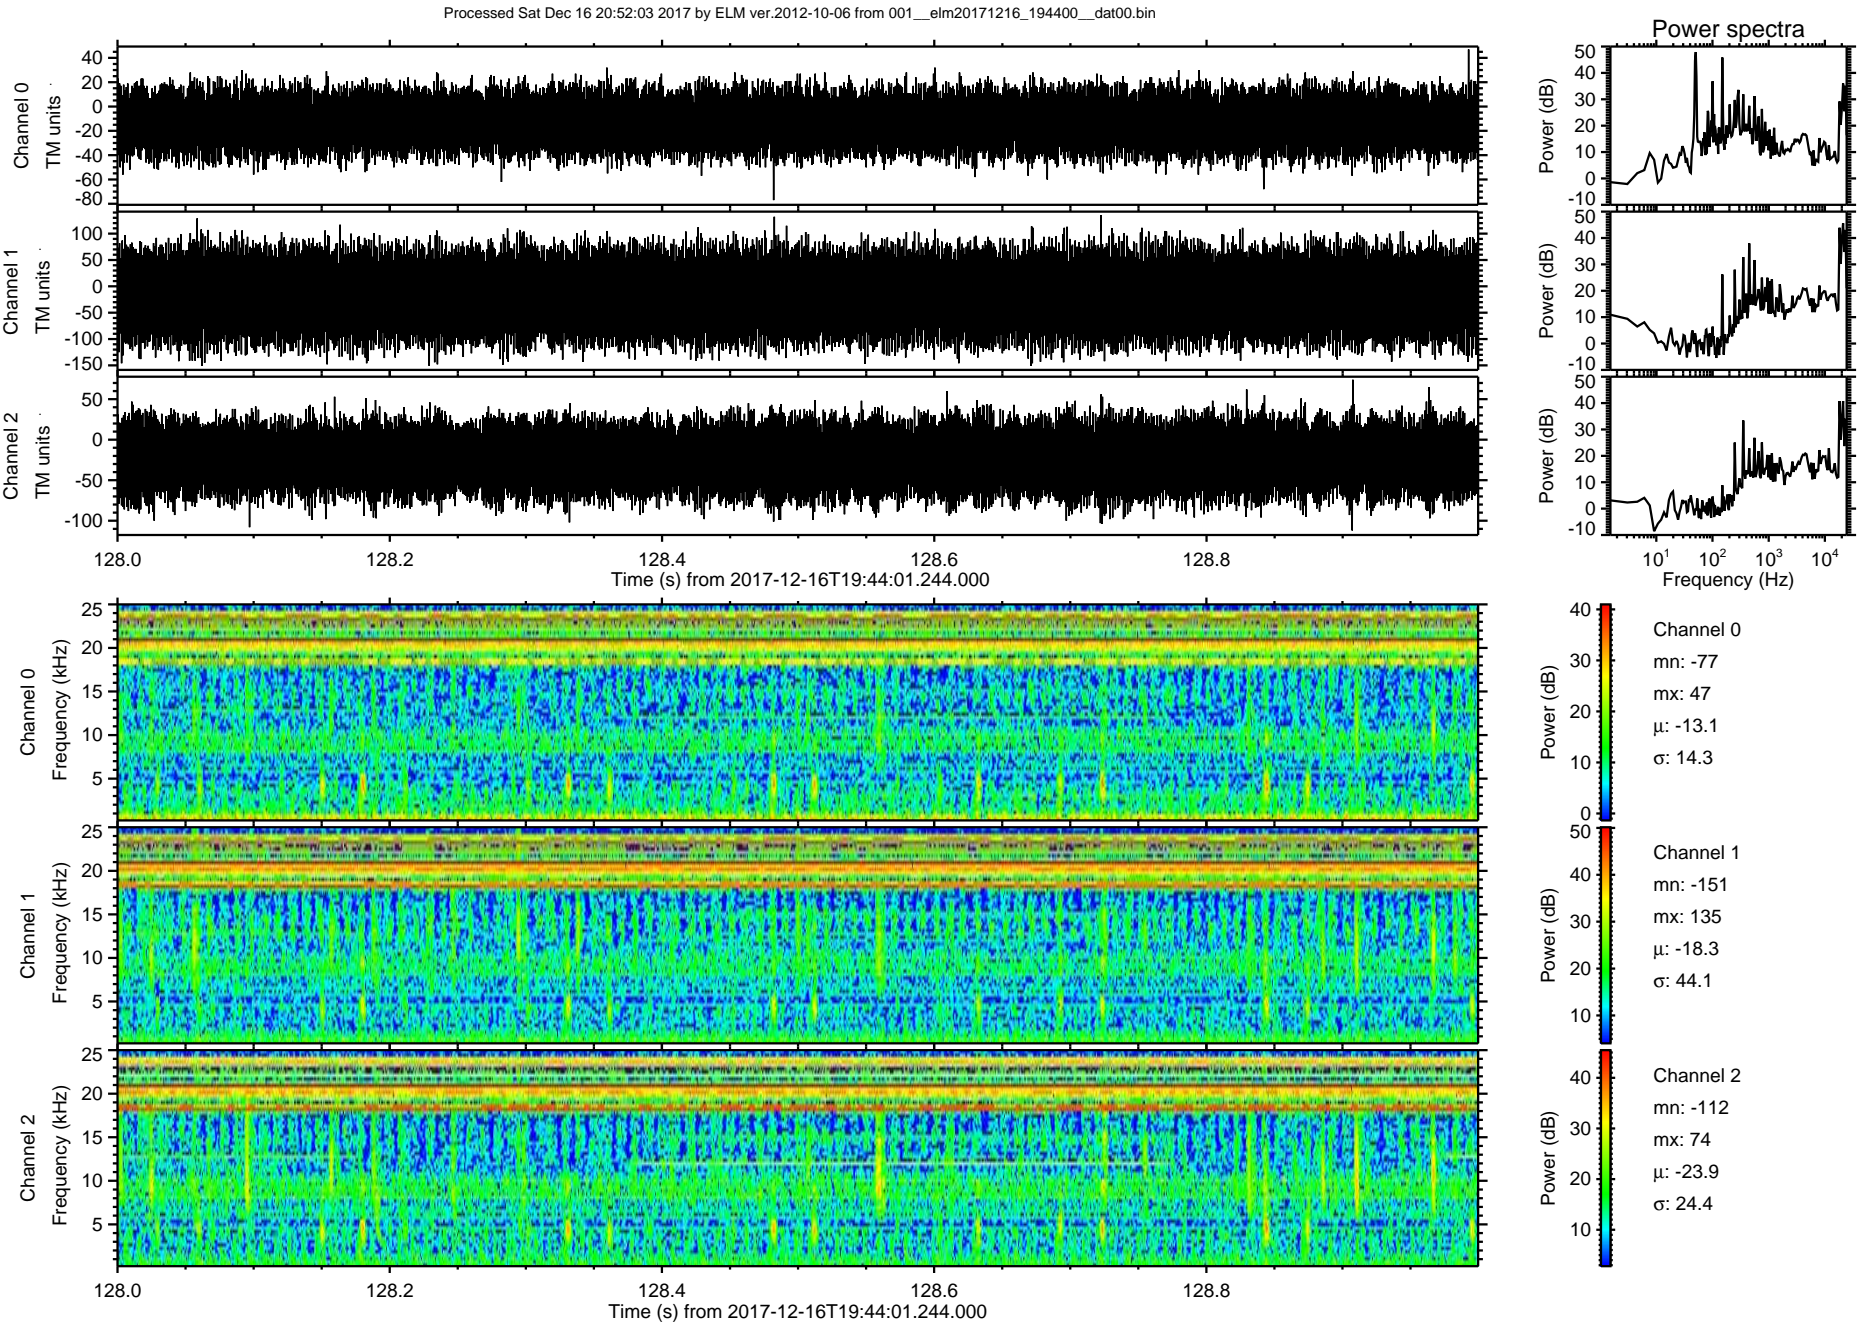 Processed Sat Dec 16 20:52:03 2017 by ELM ver.2012-10-06 from 001__elm20171216_194400__dat00.bin
Power spectra
Channel 0
TM units
40
20
0
-20
-40
-60
-80
Power (dB)
50
40
30
20
10
0
-10
Channel 1
TM units
100
50
0
-50
-100
-150
Power (dB)
50
40
30
20
10
0
-10
Channel 2
TM units
50
0
-50
-100
Power (dB)
50
40
30
20
10
0
-10
128.0 128.2 128.4 128.6 128.8
Time (s) from 2017-12-16T19:44:01.244.000
10¹ 10² 10³ 10⁴
Frequency (Hz)
Channel 0
Frequency (kHz)
25
20
15
10
5
Power (dB)
40
30
20
10
0
Channel 0
mn: -77
mx: 47
µ: -13.1
σ: 14.3
Channel 1
Frequency (kHz)
25
20
15
10
5
Power (dB)
50
40
30
20
10
Channel 1
mn: -151
mx: 135
µ: -18.3
σ: 44.1
Channel 2
Frequency (kHz)
25
20
15
10
5
Power (dB)
40
30
20
10
Channel 2
mn: -112
mx: 74
µ: -23.9
σ: 24.4
128.0 128.2 128.4 128.6 128.8
Time (s) from 2017-12-16T19:44:01.244.000